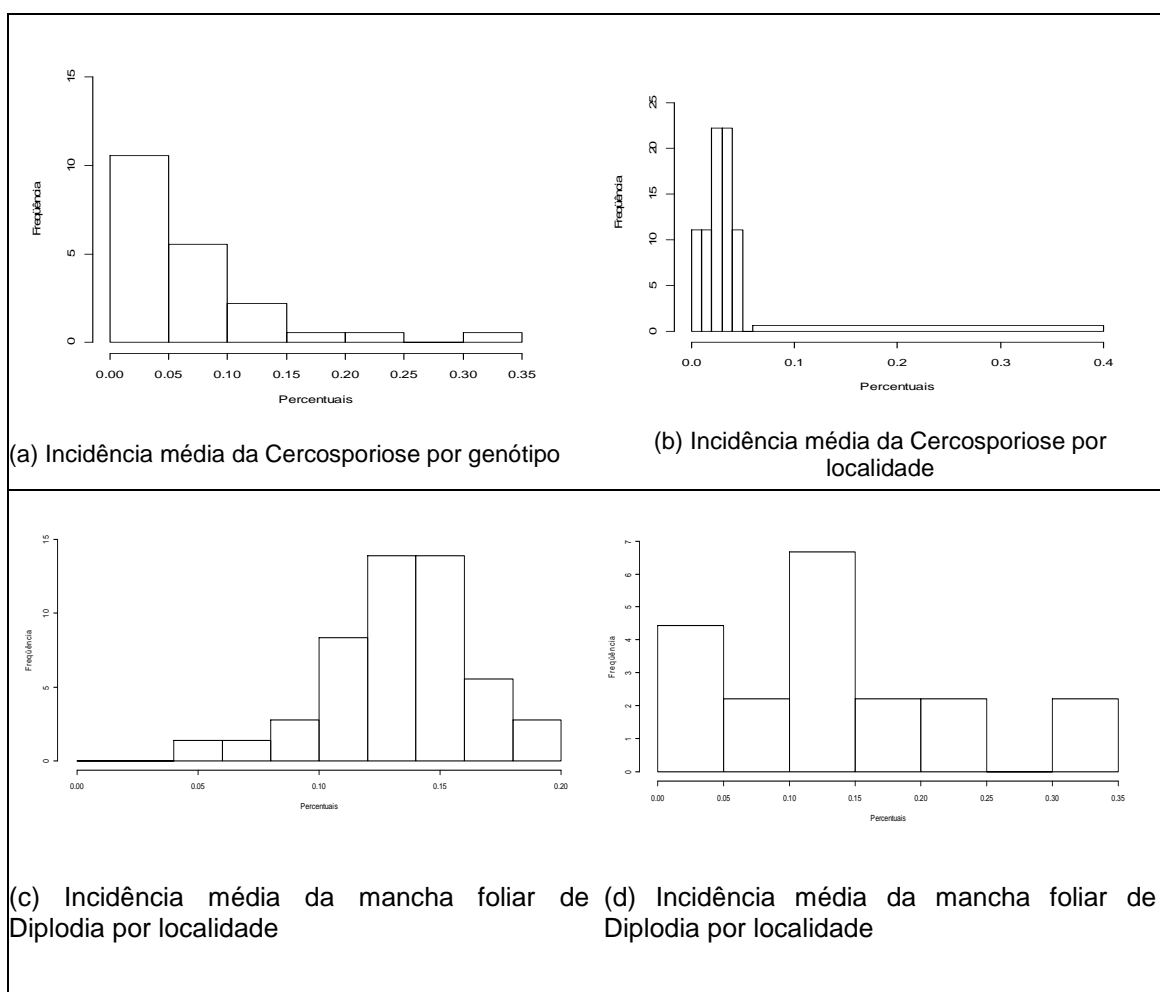 15
10
5
0
Freqüência
0.00 0.05 0.10 0.15 0.20 0.25 0.30 0.35
Percentuais
(a) Incidência média da Cercosporiose por genótipo
25
20
15
10
5
0
Freqüência
0.0 0.1 0.2 0.3 0.4
Percentuais
(b) Incidência média da Cercosporiose por
localidade
15
10
5
0
Freqüência
0.00 0.05 0.10 0.15 0.20
Percentuais
(c) Incidência média da mancha foliar de
Diplodia por localidade
7
6
5
4
3
2
1
0
Freqüência
0.00 0.05 0.10 0.15 0.20 0.25 0.30 0.35
Percentuais
(d) Incidência média da mancha foliar de
Diplodia por localidade